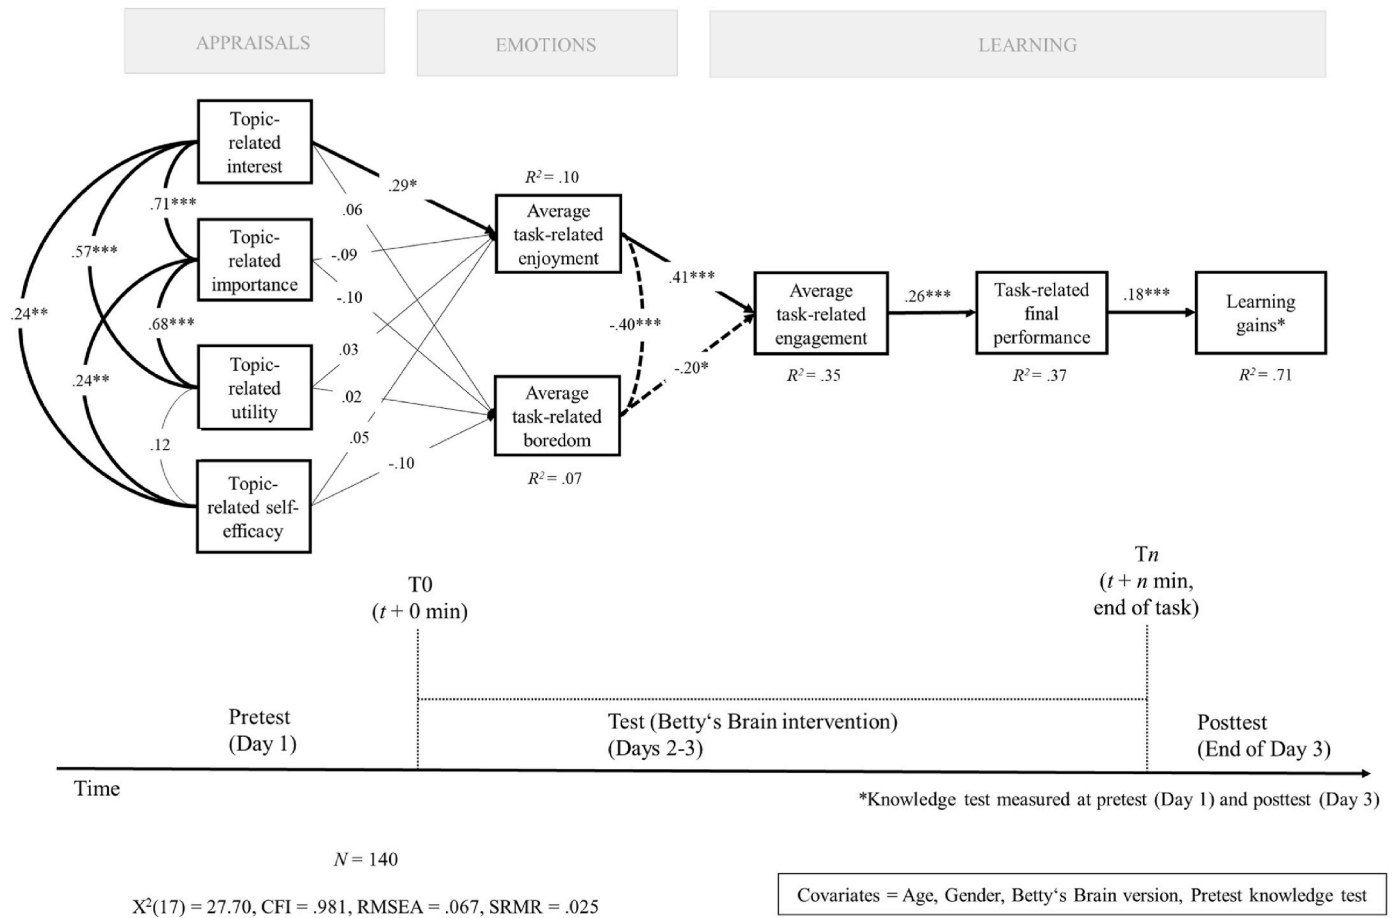 APPRAISALS
EMOTIONS
LEARNING
Topic-
related
interest
Topic-
related
importance
Topic-
related
utility
Topic-
related self-
efficacy
.71***
.57***
.24**
.68***
.24**
.12
.29*
.06
-.09
-.10
.03
.02
.05
-.10
R² = .10
Average
task-related
enjoyment
Average
task-related
boredom
R² = .07
.41***
-.40***
-.20*
Average
task-related
engagement
R² = .35
.26***
Task-related
final
performance
R² = .37
.18***
Learning
gains*
R² = .71
T0
(t + 0 min)
Tn
(t + n min,
end of task)
Pretest
(Day 1)
Test (Betty‘s Brain intervention)
(Days 2-3)
Posttest
(End of Day 3)
Time
*Knowledge test measured at pretest (Day 1) and posttest (Day 3)
N = 140
X²(17) = 27.70, CFI = .981, RMSEA = .067, SRMR = .025
Covariates = Age, Gender, Betty‘s Brain version, Pretest knowledge test